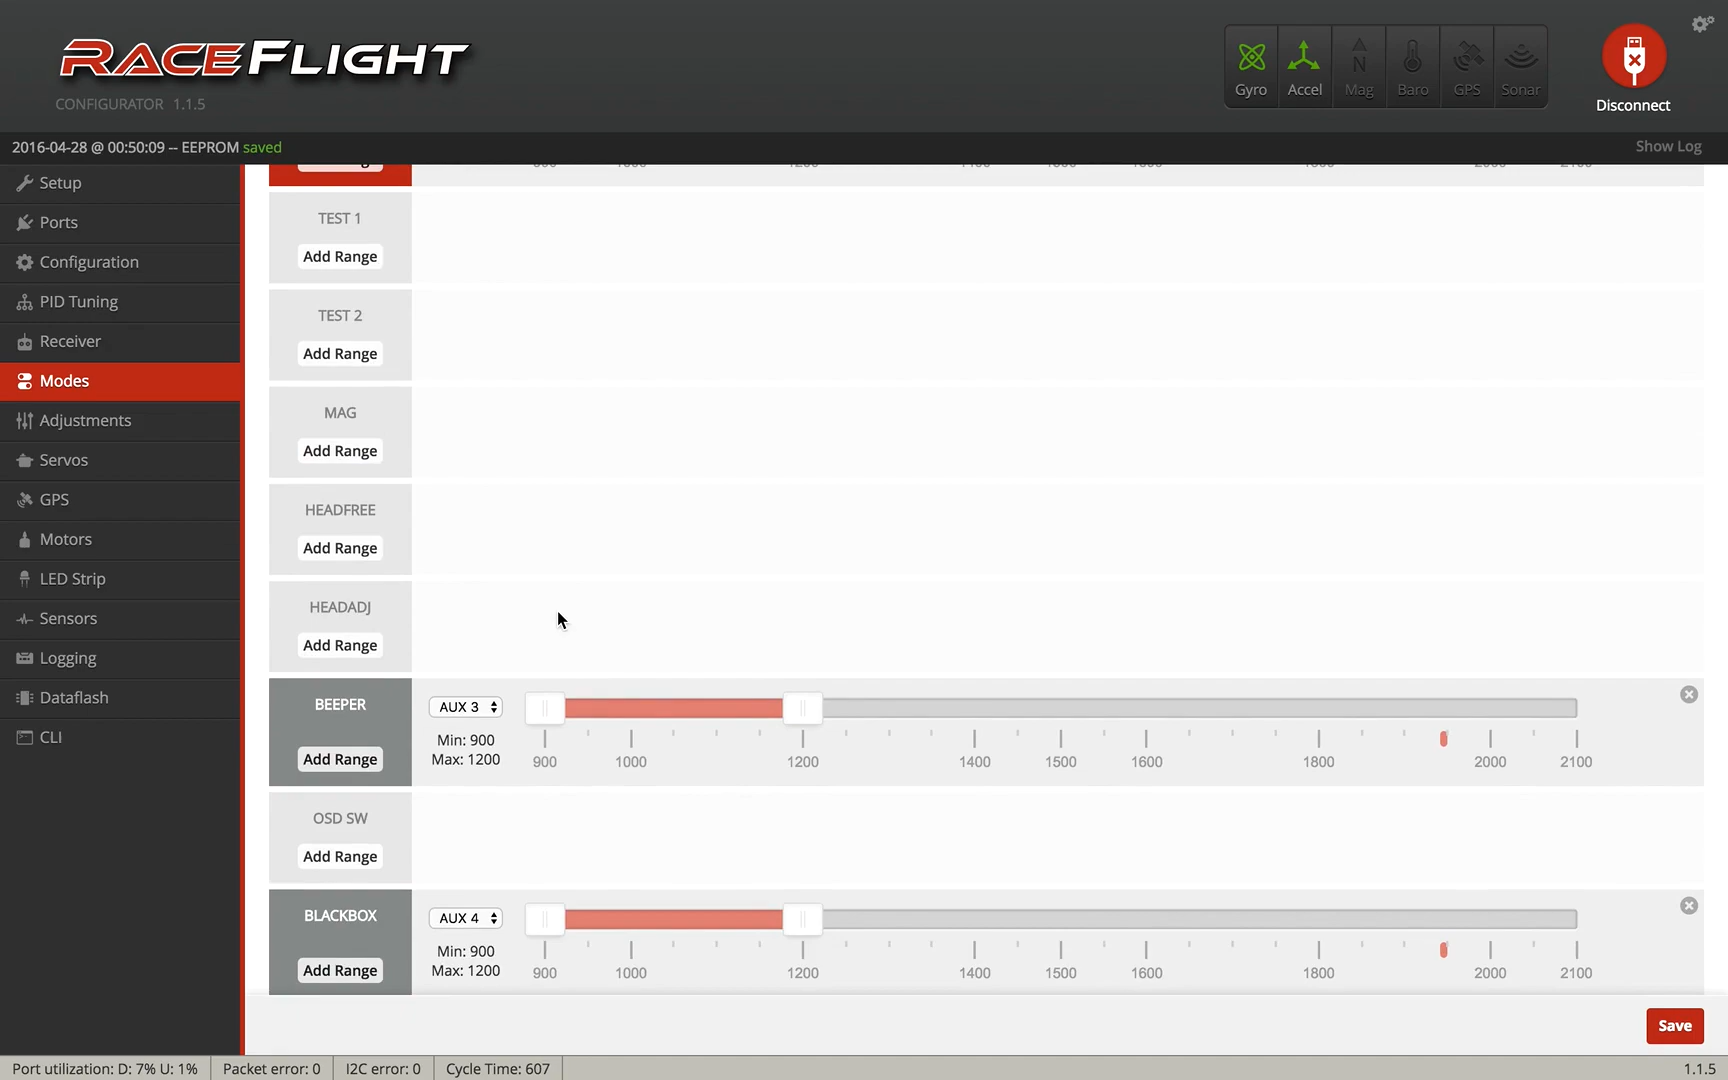 RACEFLIGHT
CONFIGURATOR 1.1.5
Gyro Accel Mag Baro GPS Sonar
Disconnect
2016-04-28 @ 00:50:09 -- EEPROM saved
Show Log
Setup
Ports
Configuration
PID Tuning
Receiver
Modes
Adjustments
Servos
GPS
Motors
LED Strip
Sensors
Logging
Dataflash
CLI
TEST 1
Add Range
TEST 2
Add Range
MAG
Add Range
HEADFREE
Add Range
HEADADJ
Add Range
BEEPER
Add Range
AUX 3
Min: 900
Max: 1200
900 1000 1200 1400 1500 1600 1800 2000 2100
OSD SW
Add Range
BLACKBOX
Add Range
AUX 4
Min: 900
Max: 1200
900 1000 1200 1400 1500 1600 1800 2000 2100
Save
Port utilization: D: 7% U: 1% Packet error: 0 I2C error: 0 Cycle Time: 607 1.1.5